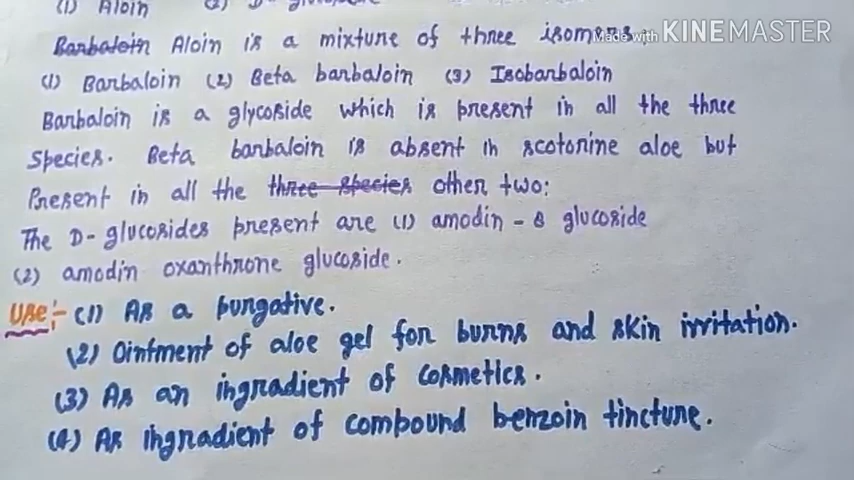 (1) Aloin (2) D-glucoside
Barbaloin Aloin is a mixture of three isomers.
Made with KINEMASTER
(1) Barbaloin (2) Beta barbaloin (3) Isobarbaloin
Barbaloin is a glycoside which is present in all the three
species. Beta barbaloin is absent in scotorine aloe but
Present in all the three species other two:
The D-glucosides present are (1) amodin - 8 glucoside
(2) amodin oxanthrone glucoside.
Use:- (1) As a purgative.
(2) Ointment of aloe gel for burns and skin irritation.
(3) As an ingradient of cosmetics.
(4) As ingradient of compound benzoin tincture.